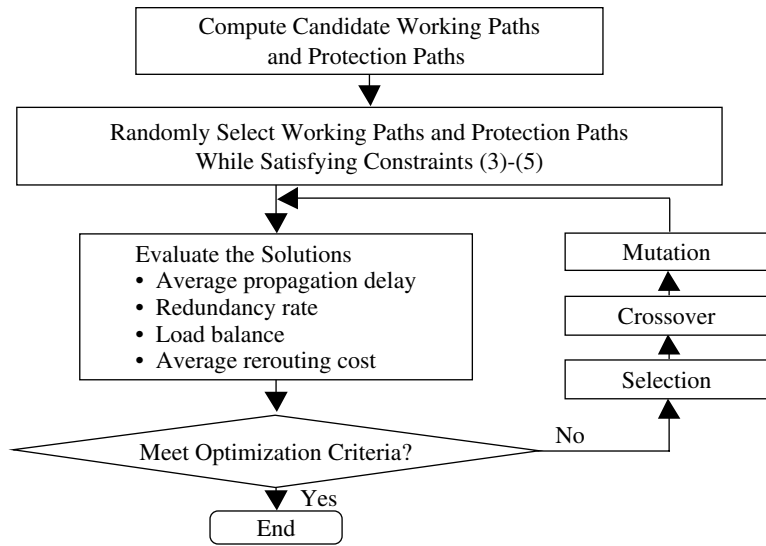 Compute Candidate Working Paths
and Protection Paths
Randomly Select Working Paths and Protection Paths
While Satisfying Constraints (3)-(5)
Evaluate the Solutions
• Average propagation delay
• Redundancy rate
• Load balance
• Average rerouting cost
Mutation
Crossover
Selection
Meet Optimization Criteria?
No
Yes
End